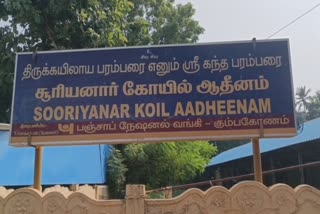 திருக்கயிலாய பரம்பரை எனும் ஸ்ரீ கந்த பரம்பரை
சூரியனார் கோயில் ஆதீனம்
SOORIYANAR KOIL AADHEENAM
பஞ்சாப் நேஷனல் வங்கி - கும்பகோணம்